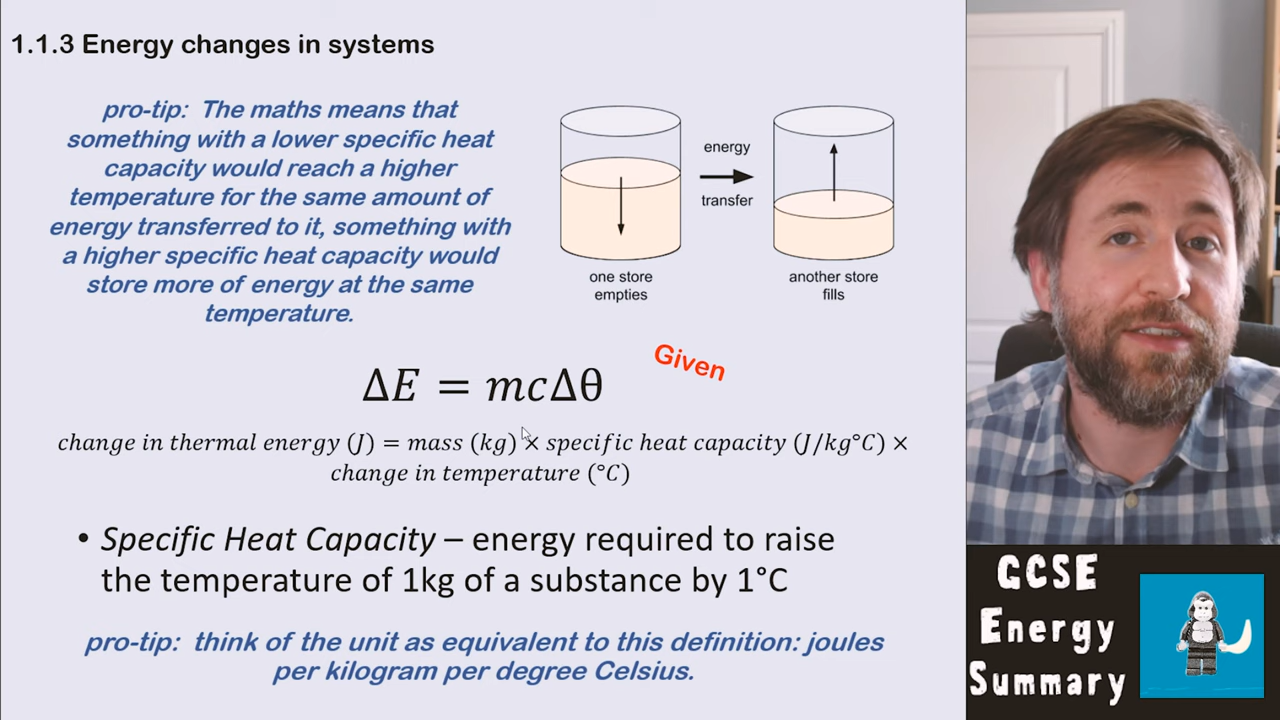 1.1.3 Energy changes in systems
pro-tip: The maths means that
something with a lower specific heat
capacity would reach a higher
temperature for the same amount of
energy transferred to it, something with
a higher specific heat capacity would
store more of energy at the same
temperature.
energy
transfer
one store
empties
another store
fills
Given
ΔE = mcΔθ
change in thermal energy (J) = mass (kg) × specific heat capacity (J/kg°C) ×
change in temperature (°C)
• Specific Heat Capacity – energy required to raise
the temperature of 1kg of a substance by 1°C
pro-tip: think of the unit as equivalent to this definition: joules
per kilogram per degree Celsius.
GCSE
Energy
Summary